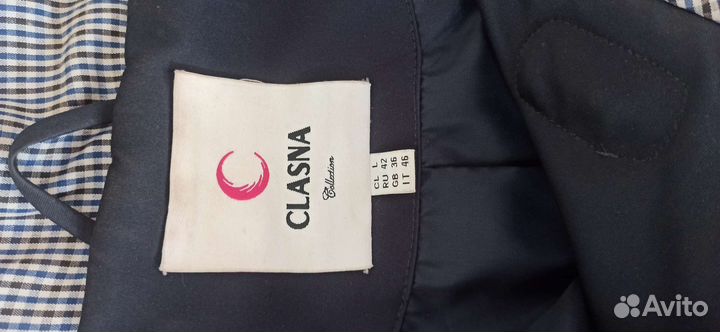 CLASNA
Collection
CL L
RU 42
GB 36
IT 46
Avito